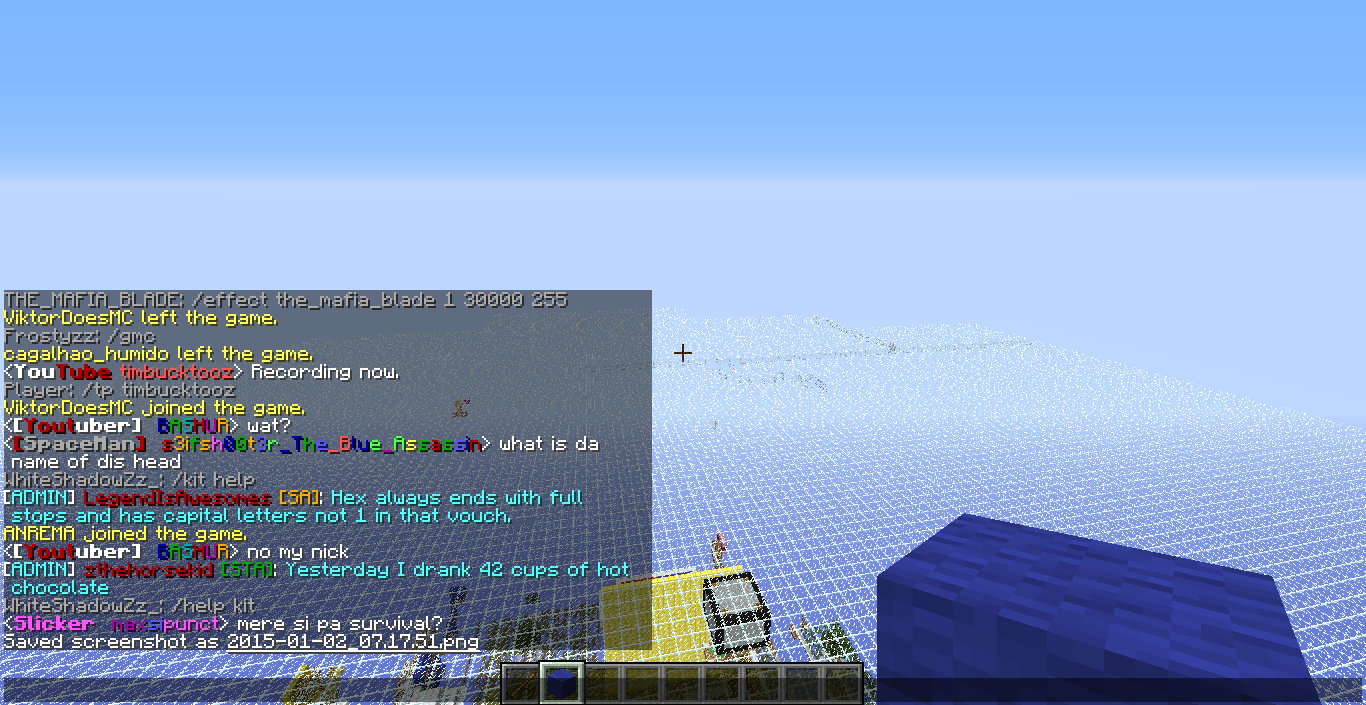 THE_MAFIA_BLADE: /effect the_mafia_blade 1 30000 255
ViktorDoesMC left the game.
Frostyzz: /gmc
cagalhao_humido left the game.
<YouTube timbucktooz> Recording now.
Player: /tp timbucktooz
ViktorDoesMC joined the game.
<[Youtuber] BASHUR> wat?
<[SpaceMan] s3ifsh00t3r_The_Blue_Assassin> what is da
name of dis head
WhiteShadowZz_: /kit help
[ADMIN] LegendIsAwesomes [SA]: Hex always ends with full
stops and has capital letters not 1 in that vouch.
ANREMA joined the game.
<[Youtuber] BASHUR> no my nick
[ADMIN] zthehorsekid [STA]: Yesterday I drank 42 cups of hot
chocolate
WhiteShadowZz_: /help kit
<Slicker maxsipunct> mere si pa survival?
Saved screenshot as 2015-01-02_07.17.51.png